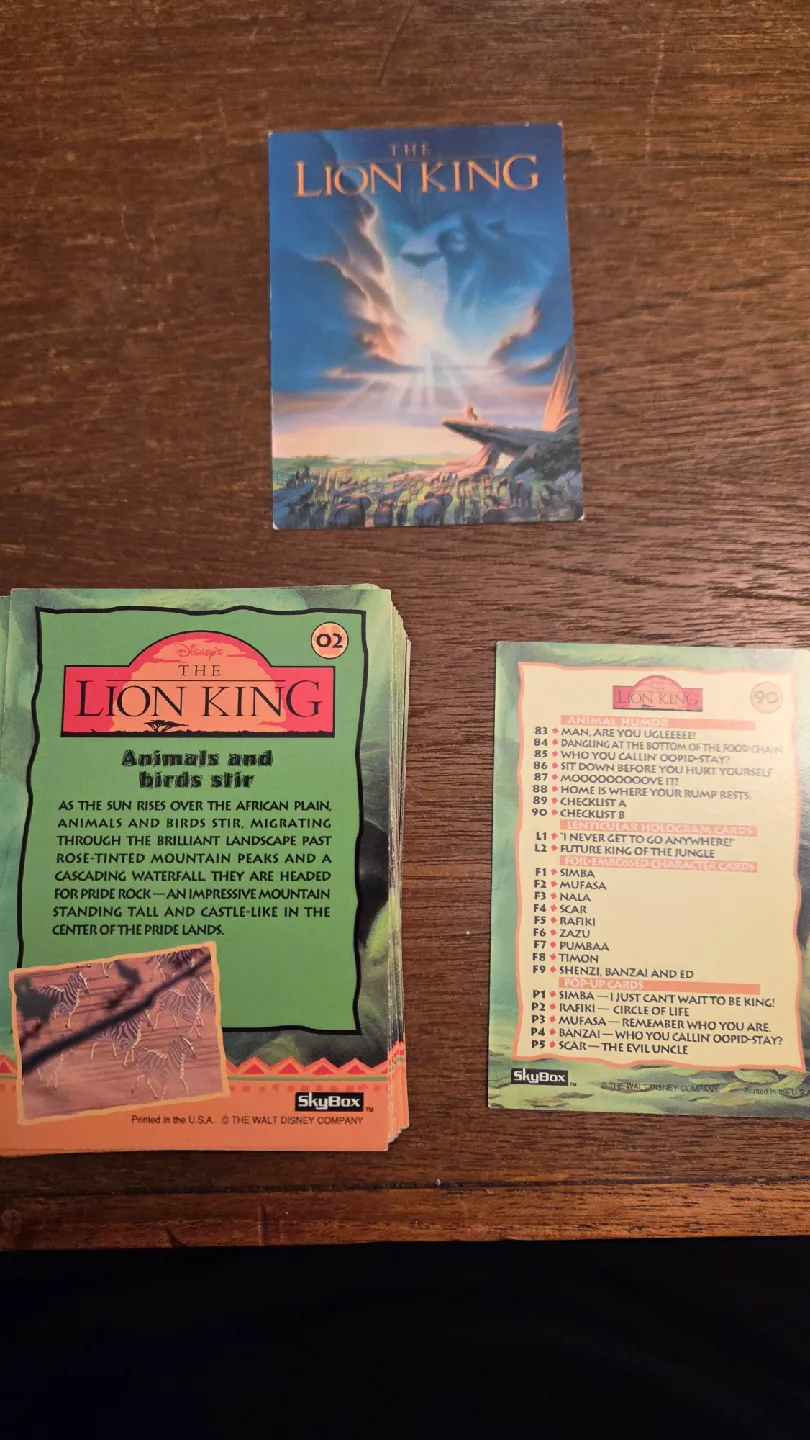 THE
LION KING
02
Disney's
THE
LION KING
Animals and
birds stir
AS THE SUN RISES OVER THE AFRICAN PLAIN,
ANIMALS AND BIRDS STIR, MIGRATING
THROUGH THE BRILLIANT LANDSCAPE PAST
ROSE-TINTED MOUNTAIN PEAKS AND A
CASCADING WATERFALL. THEY ARE HEADED
FOR PRIDE ROCK—AN IMPRESSIVE MOUNTAIN
STANDING TALL AND CASTLE-LIKE IN THE
CENTER OF THE PRIDE LANDS.
SKYBOX™
Printed in the U.S.A. © THE WALT DISNEY COMPANY
LION KING
90
ANIMAL HUMOR
83 ♦ MAN, ARE YOU UGLEEEE!
84 ♦ DANGLING AT THE BOTTOM OF THE FOOD CHAIN
85 ♦ WHO YOU CALLIN' OOPID-STAY?
86 ♦ SIT DOWN BEFORE YOU HURT YOURSELF
87 ♦ MOOOOOOOOOVE IT!
88 ♦ HOME IS WHERE YOUR RUMP RESTS.
89 ♦ CHECKLIST A
90 ♦ CHECKLIST B
LENTICULAR HOLOGRAM CARDS
L1 ♦ "I NEVER GET TO GO ANYWHERE!"
L2 ♦ FUTURE KING OF THE JUNGLE
FOIL-EMBOSSED CHARACTER CARDS
F1 ♦ SIMBA
F2 ♦ MUFASA
F3 ♦ NALA
F4 ♦ SCAR
F5 ♦ RAFIKI
F6 ♦ ZAZU
F7 ♦ PUMBAA
F8 ♦ TIMON
F9 ♦ SHENZI, BANZAI AND ED
POP-UP CARDS
P1 ♦ SIMBA—I JUST CAN'T WAIT TO BE KING!
P2 ♦ RAFIKI— CIRCLE OF LIFE
P3 ♦ MUFASA— REMEMBER WHO YOU ARE.
P4 ♦ BANZAI—WHO YOU CALLIN' OOPID-STAY?
P5 ♦ SCAR—THE EVIL UNCLE
SKYBOX™
© THE WALT DISNEY COMPANY Printed in the U.S.A.